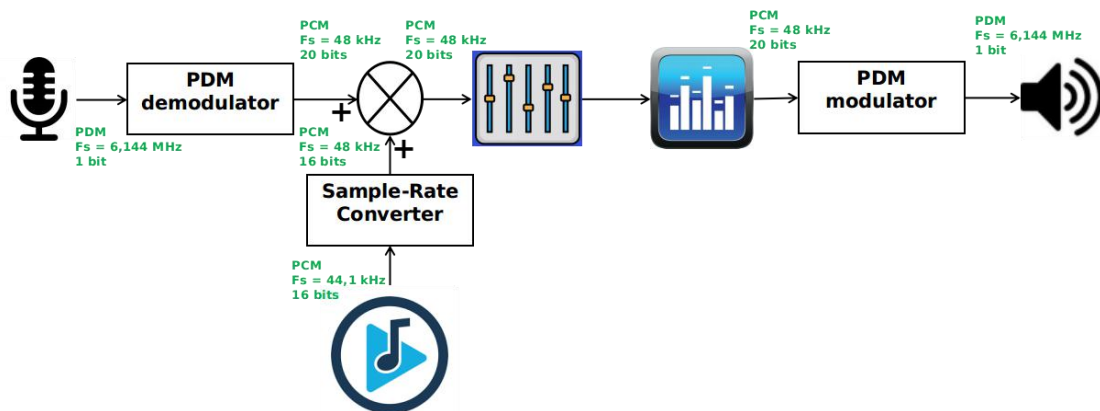 PCM
Fs = 48 kHz
20 bits
PCM
Fs = 48 kHz
20 bits
PCM
Fs = 48 kHz
20 bits
PDM
Fs = 6,144 MHz
1 bit
PDM
demodulator
+
PDM
modulator
PDM
Fs = 6,144 MHz
1 bit
PCM
Fs = 48 kHz
16 bits
+
Sample-Rate
Converter
PCM
Fs = 44,1 kHz
16 bits